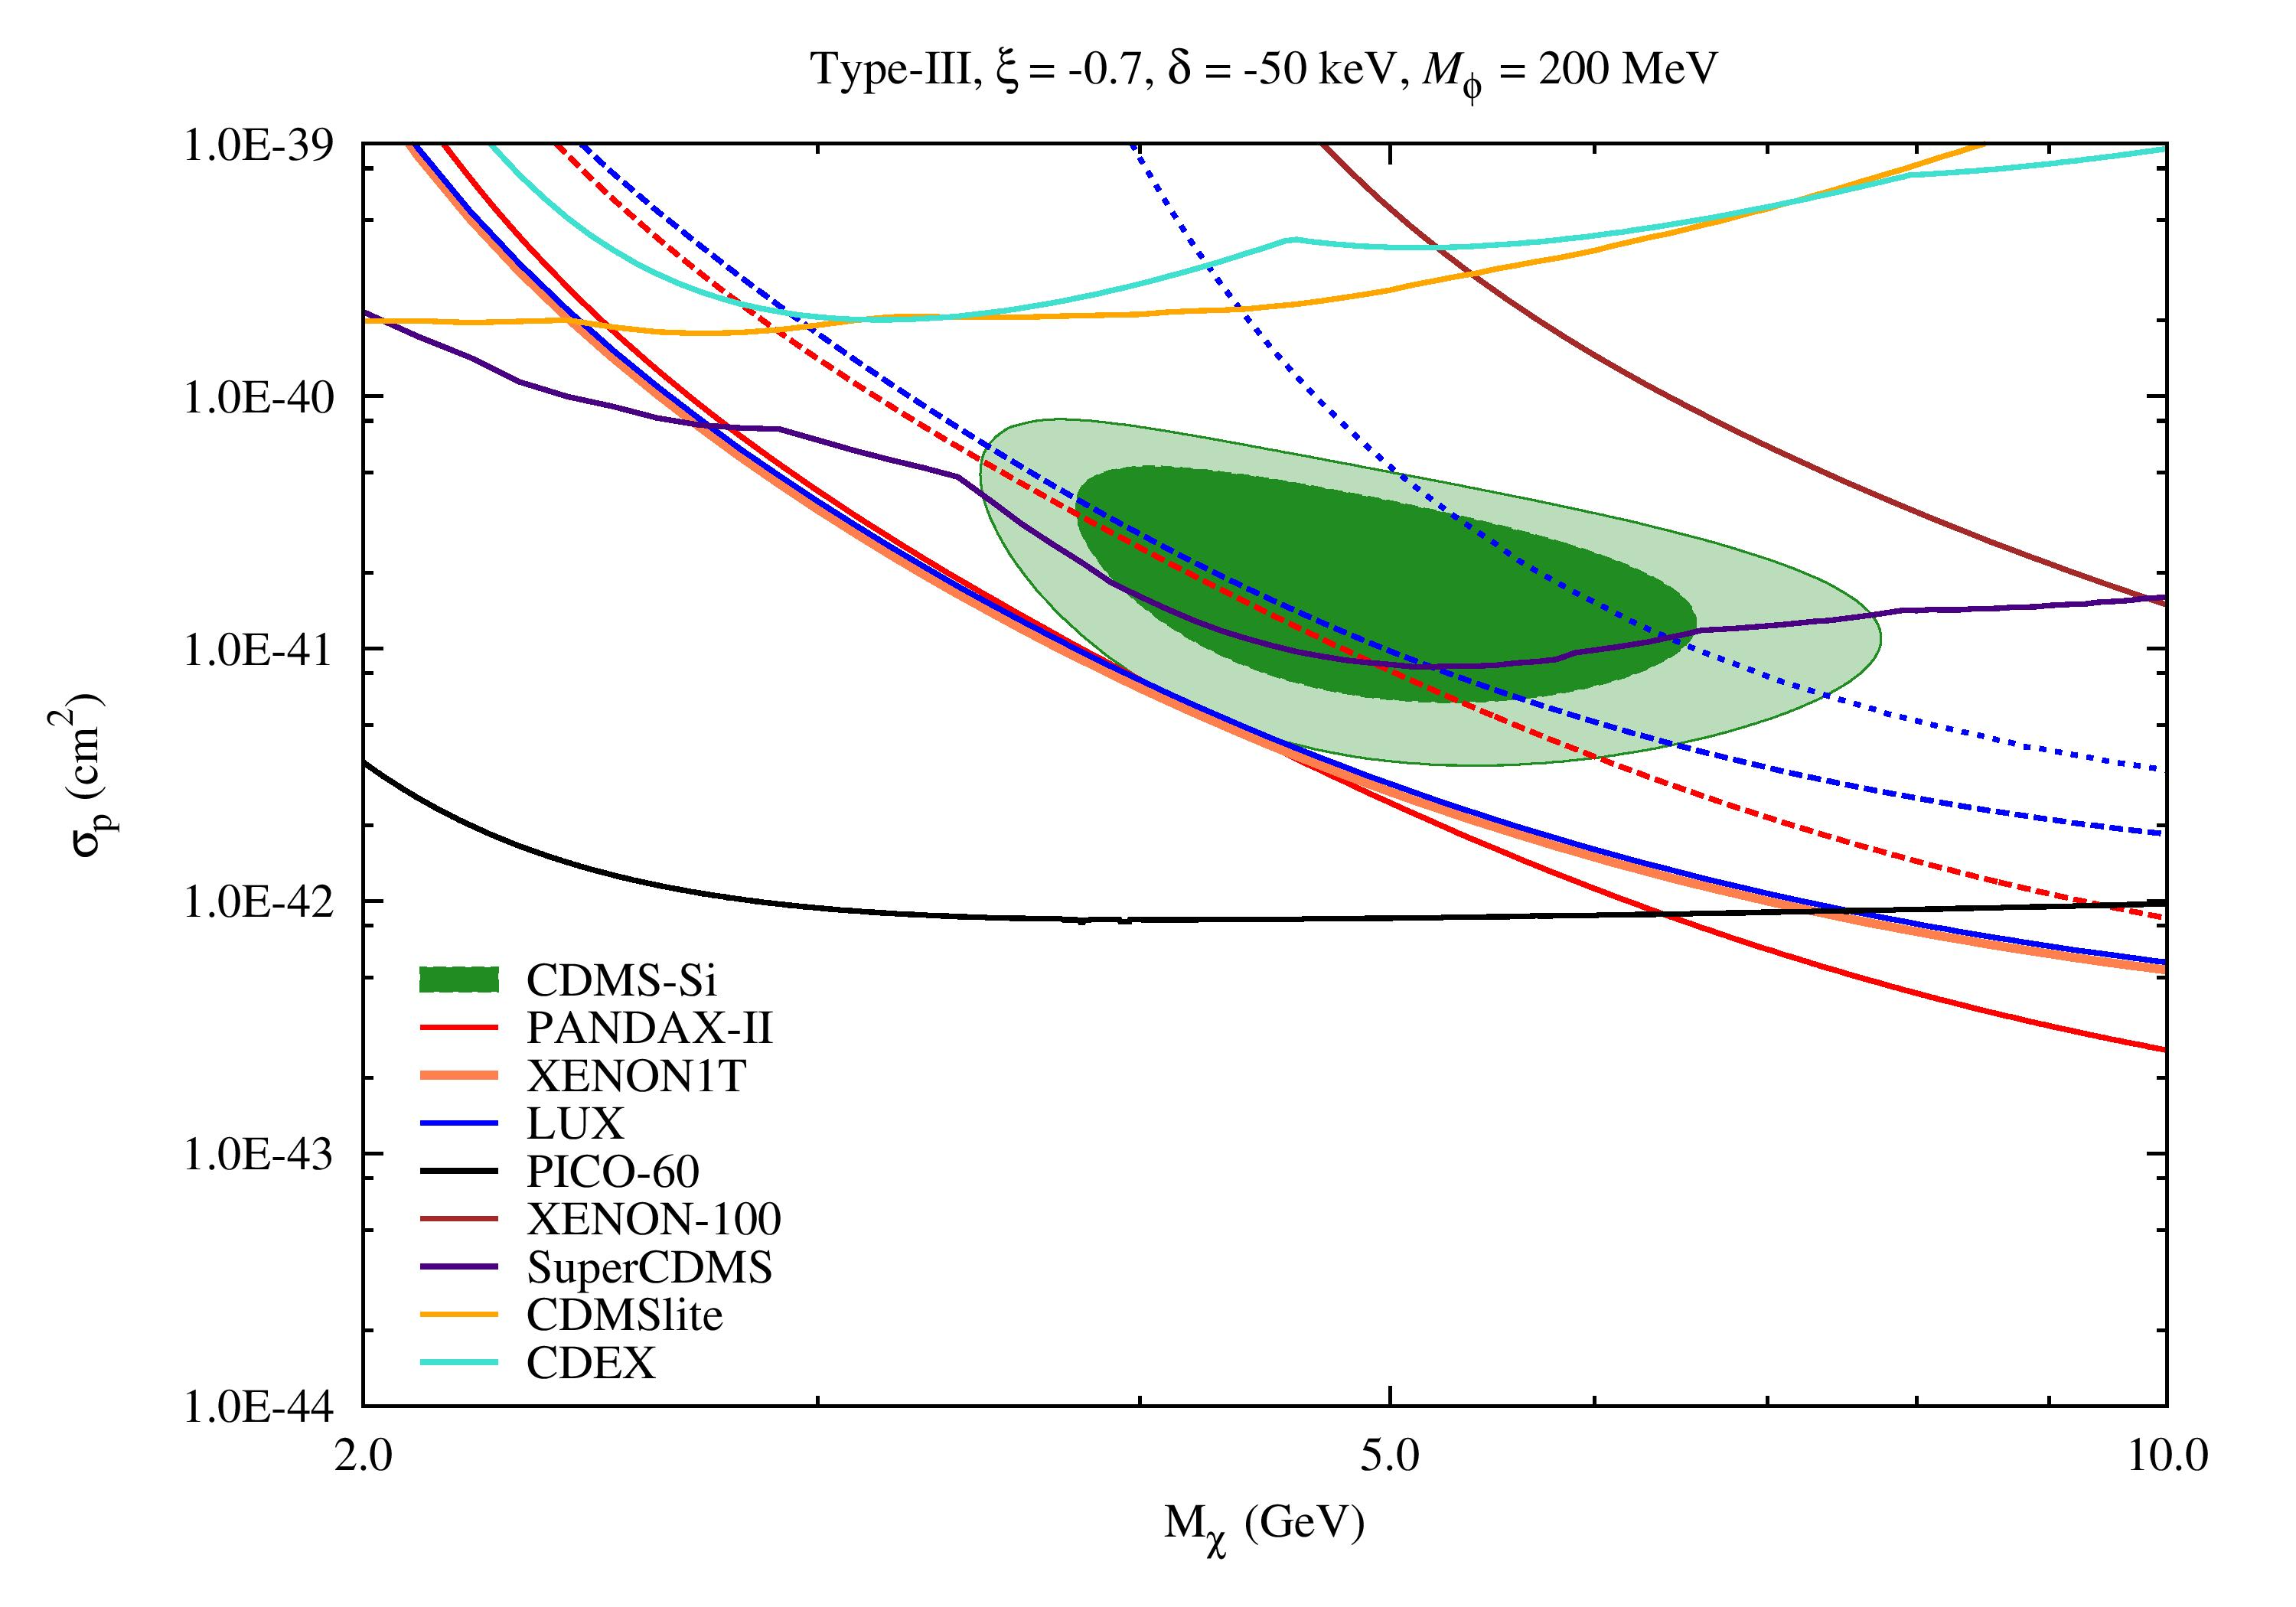 Type-III, ξ = -0.7, δ = -50 keV, Mϕ = 200 MeV
1.0E-39
1.0E-40
1.0E-41
1.0E-42
1.0E-43
1.0E-44
σp (cm²)
CDMS-Si
PANDAX-II
XENON1T
LUX
PICO-60
XENON-100
SuperCDMS
CDMSlite
CDEX
2.0 5.0 10.0
Mχ (GeV)